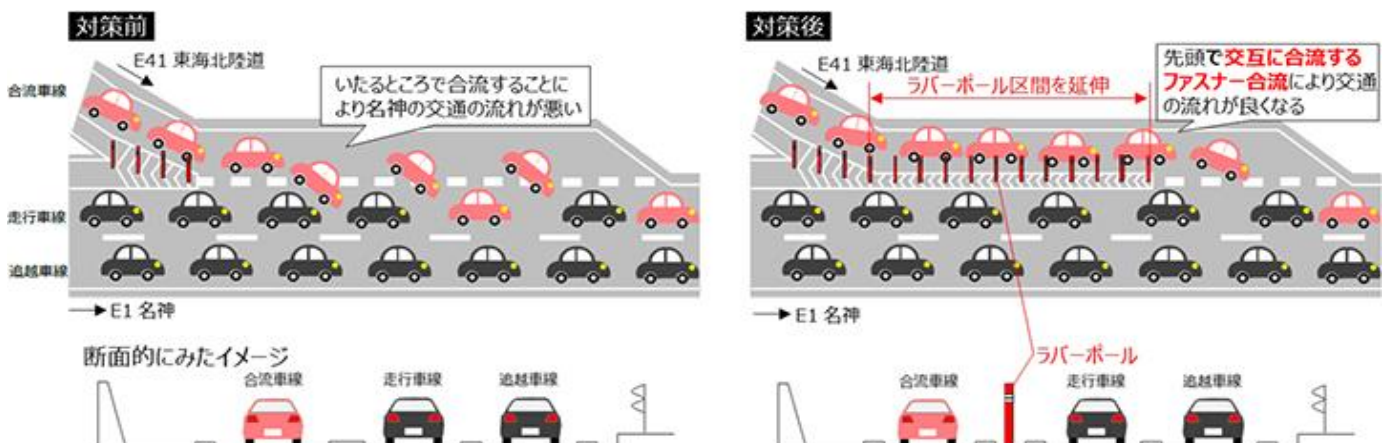 対策前
E41 東海北陸道
合流車線
いたるところで合流することに
より名神の交通の流れが悪い
走行車線
追越車線
E1 名神
断面的にみたイメージ
合流車線
走行車線
追越車線
対策後
E41 東海北陸道
ラバーポール区間を延伸
先頭で交互に合流する
ファスナー合流により交通
の流れが良くなる
E1 名神
ラバーポール
合流車線
走行車線
追越車線